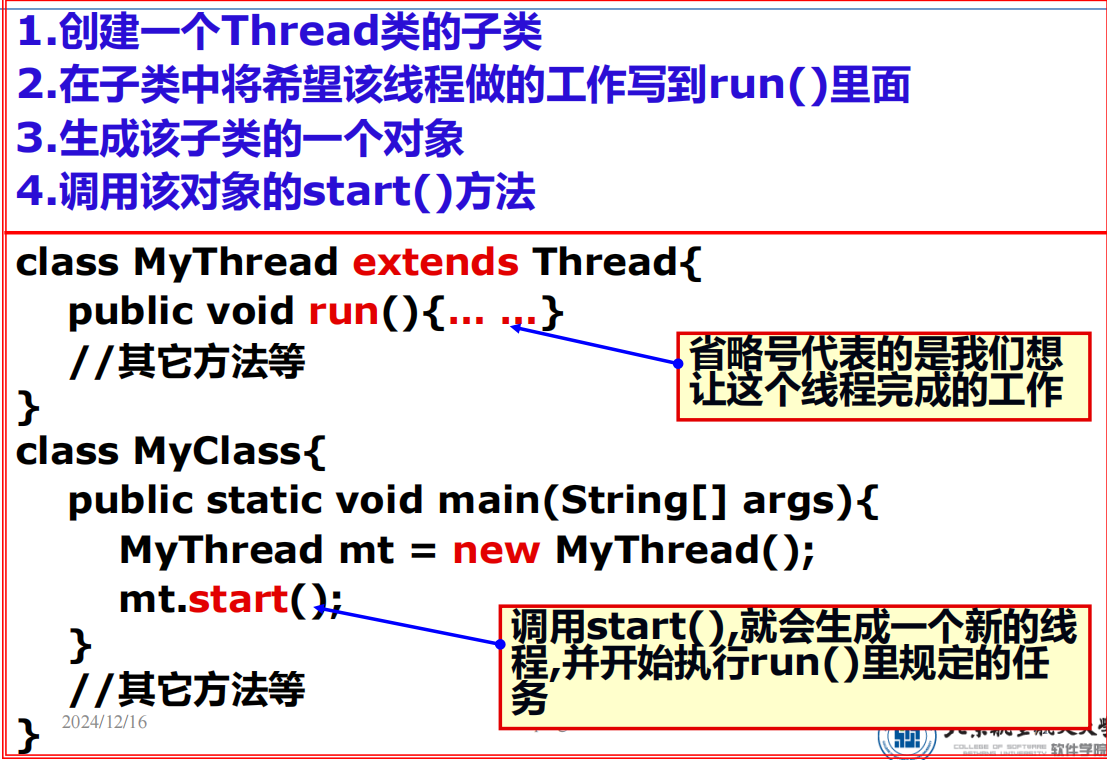 1.创建一个Thread类的子类
2.在子类中将希望该线程做的工作写到run()里面
3.生成该子类的一个对象
4.调用该对象的start()方法
class MyThread extends Thread{
public void run(){... ...}
//其它方法等
省略号代表的是我们想
让这个线程完成的工作
}
class MyClass{
public static void main(String[] args){
MyThread mt = new MyThread();
mt.start();
调用start(),就会生成一个新的线
程,并开始执行run()里规定的任
务
}
//其它方法等
2024/12/16
}
COLLEGE OF SOFTWARE
软件学院